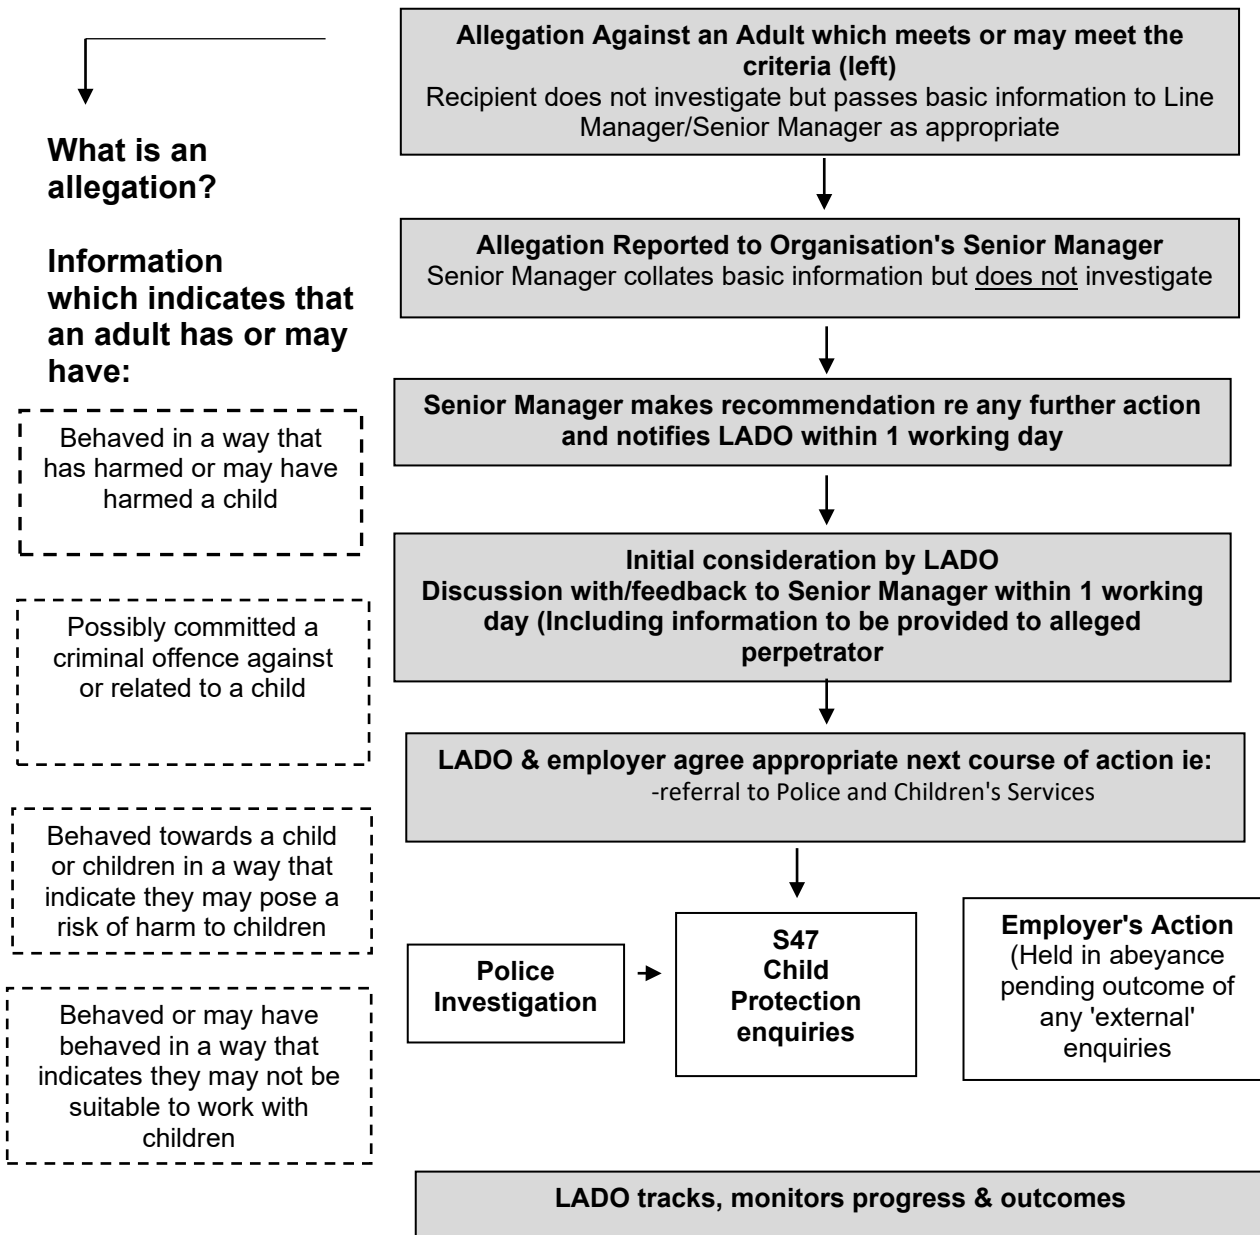 Allegation Against an Adult which meets or may meet the
criteria (left)
Recipient does not investigate but passes basic information to Line
Manager/Senior Manager as appropriate
What is an
allegation?
Information
which indicates that
an adult has or may
have:
Behaved in a way that
has harmed or may have
harmed a child
Possibly committed a
criminal offence against
or related to a child
Behaved towards a child
or children in a way that
indicate they may pose a
risk of harm to children
Behaved or may have
behaved in a way that
indicates they may not be
suitable to work with
children
Allegation Reported to Organisation's Senior Manager
Senior Manager collates basic information but does not investigate
Senior Manager makes recommendation re any further action
and notifies LADO within 1 working day
Initial consideration by LADO
Discussion with/feedback to Senior Manager within 1 working
day (Including information to be provided to alleged
perpetrator
LADO & employer agree appropriate next course of action ie:
-referral to Police and Children's Services
Police
Investigation
S47
Child
Protection
enquiries
Employer's Action
(Held in abeyance
pending outcome of
any 'external'
enquiries
LADO tracks, monitors progress & outcomes